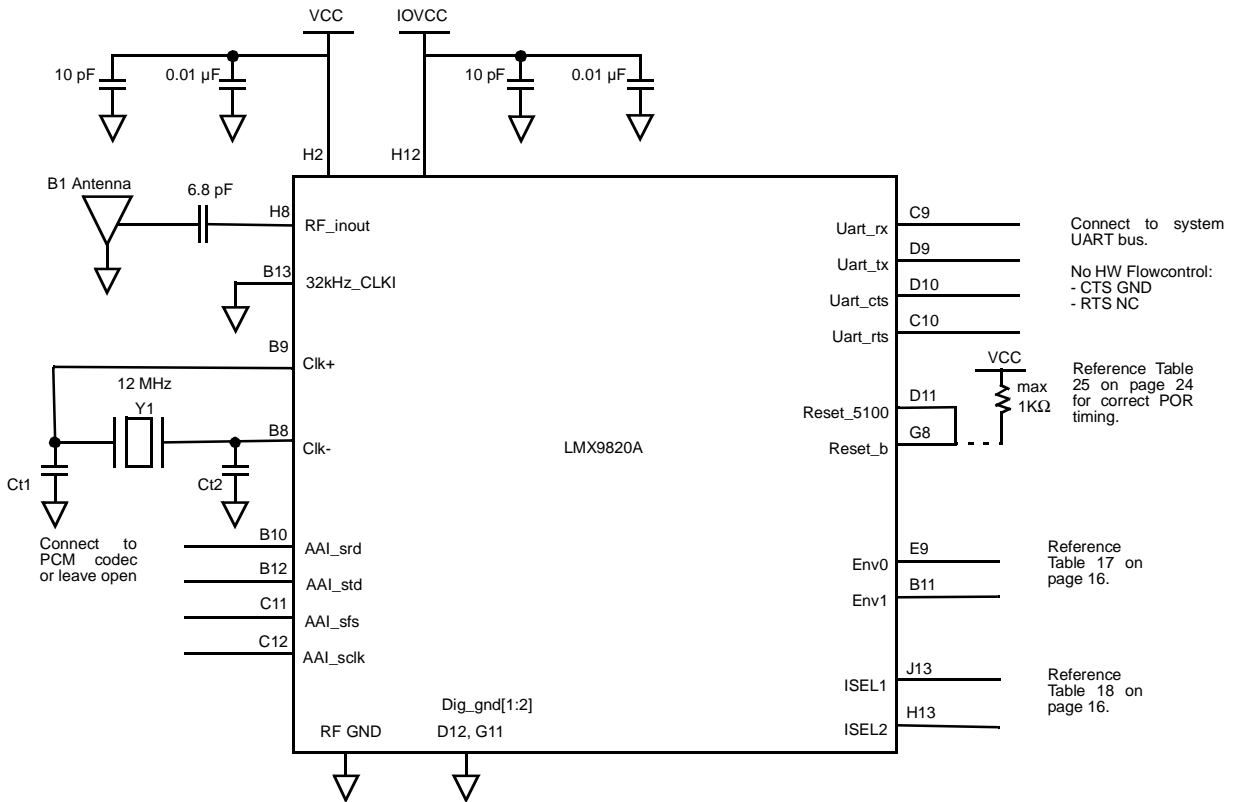 VCC
IOVCC
10 pF
0.01 µF
10 pF
0.01 µF
H2
H12
B1 Antenna
6.8 pF
H8
RF_inout
B13
32kHz_CLKI
B9
Clk+
12 MHz
Y1
B8
Clk-
Ct1
Ct2
Connect to
PCM codec
or leave open
B10
AAI_srd
B12
AAI_std
C11
AAI_sfs
C12
AAI_sclk
LMX9820A
Dig_gnd[1:2]
RF GND
D12, G11
C9
Uart_rx
D9
Uart_tx
D10
Uart_cts
C10
Uart_rts
Connect to system
UART bus.
No HW Flowcontrol:
- CTS GND
- RTS NC
VCC
max
1KΩ
D11
Reset_5100
G8
Reset_b
Reference Table
25 on page 24
for correct POR
timing.
E9
Env0
B11
Env1
Reference
Table 17 on
page 16.
J13
ISEL1
H13
ISEL2
Reference
Table 18 on
page 16.